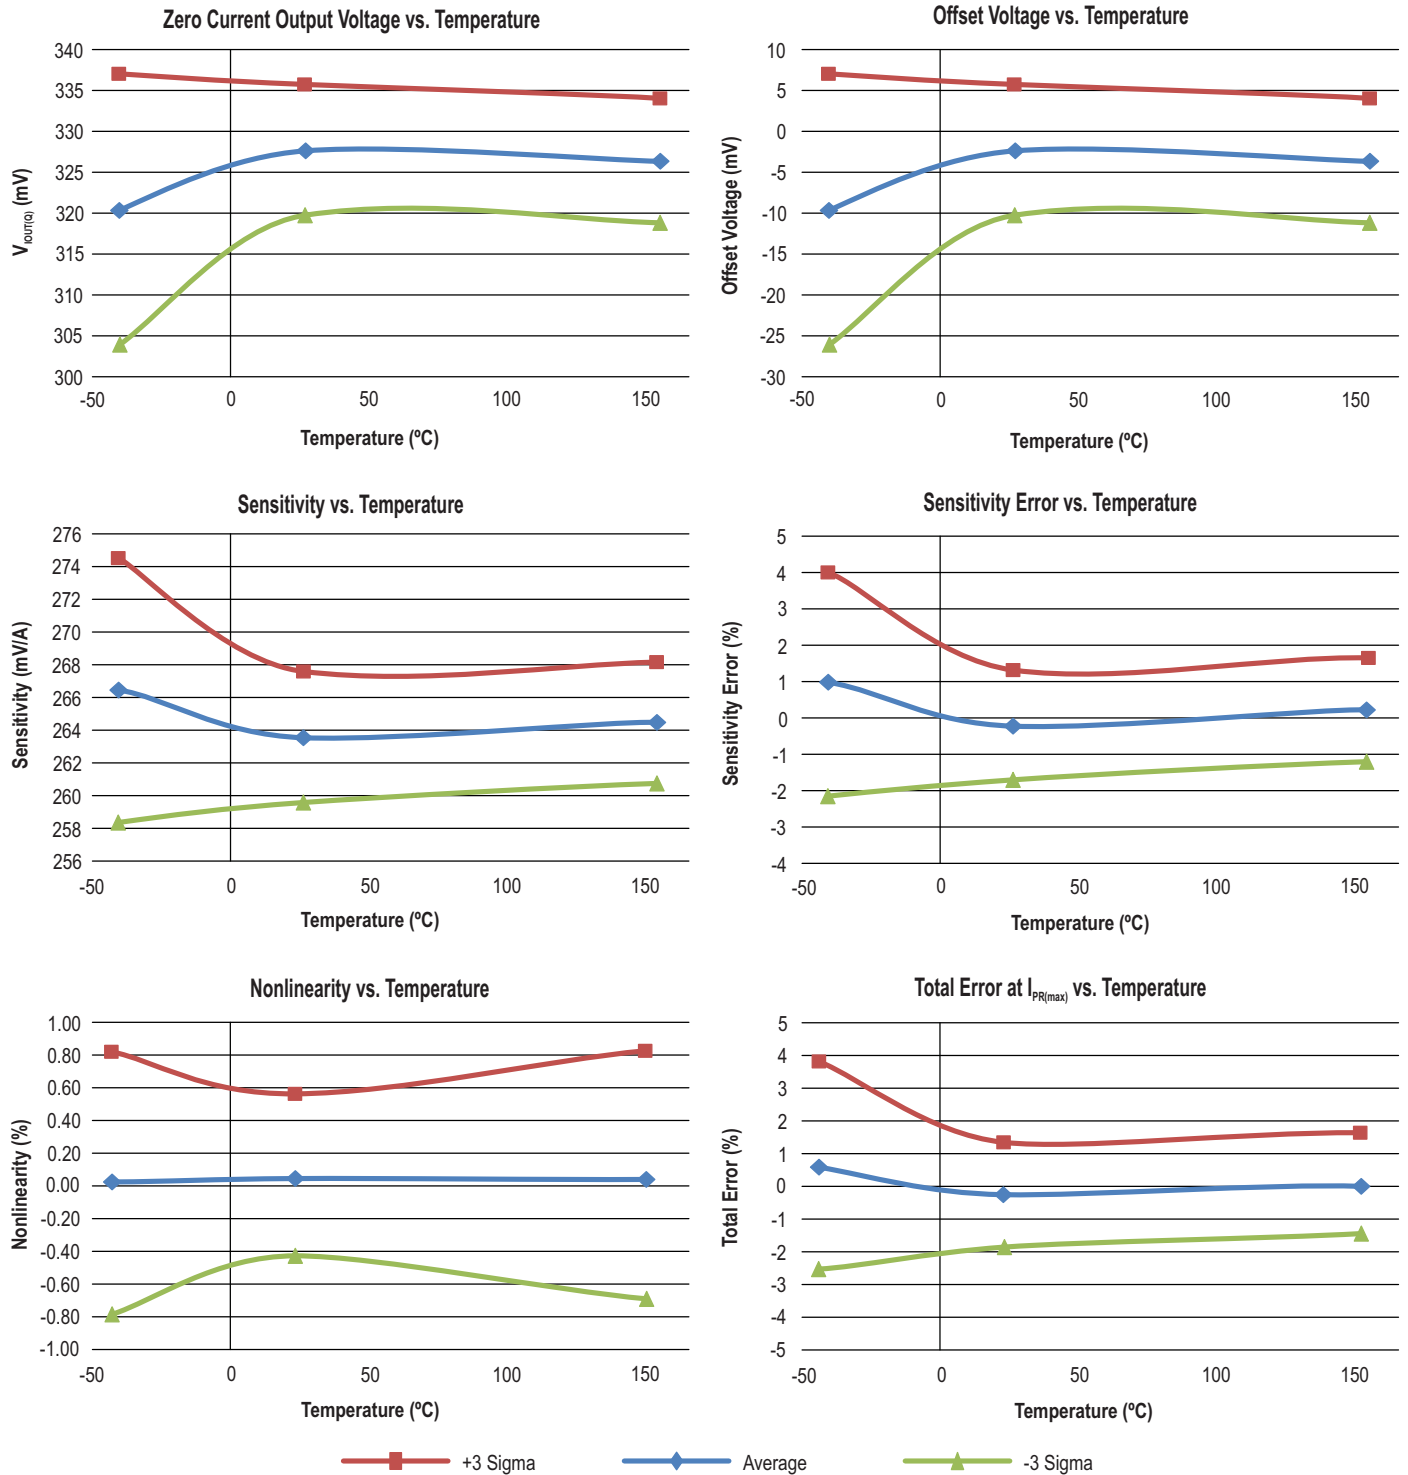 Zero Current Output Voltage vs. Temperature
340
335
330
325
320
315
310
305
300
V_IOUT(Q) (mV)
-50 0 50 100 150
Temperature (ºC)
Offset Voltage vs. Temperature
10
5
0
-5
-10
-15
-20
-25
-30
Offset Voltage (mV)
-50 0 50 100 150
Temperature (ºC)
Sensitivity vs. Temperature
276
274
272
270
268
266
264
262
260
258
256
Sensitivity (mV/A)
-50 0 50 100 150
Temperature (ºC)
Sensitivity Error vs. Temperature
5
4
3
2
1
0
-1
-2
-3
-4
Sensitivity Error (%)
-50 0 50 100 150
Temperature (ºC)
Nonlinearity vs. Temperature
1.00
0.80
0.60
0.40
0.20
0.00
-0.20
-0.40
-0.60
-0.80
-1.00
Nonlinearity (%)
-50 0 50 100 150
Temperature (ºC)
Total Error at I_PR(max) vs. Temperature
5
4
3
2
1
0
-1
-2
-3
-4
-5
Total Error (%)
-50 0 50 100 150
Temperature (ºC)
+3 Sigma Average -3 Sigma